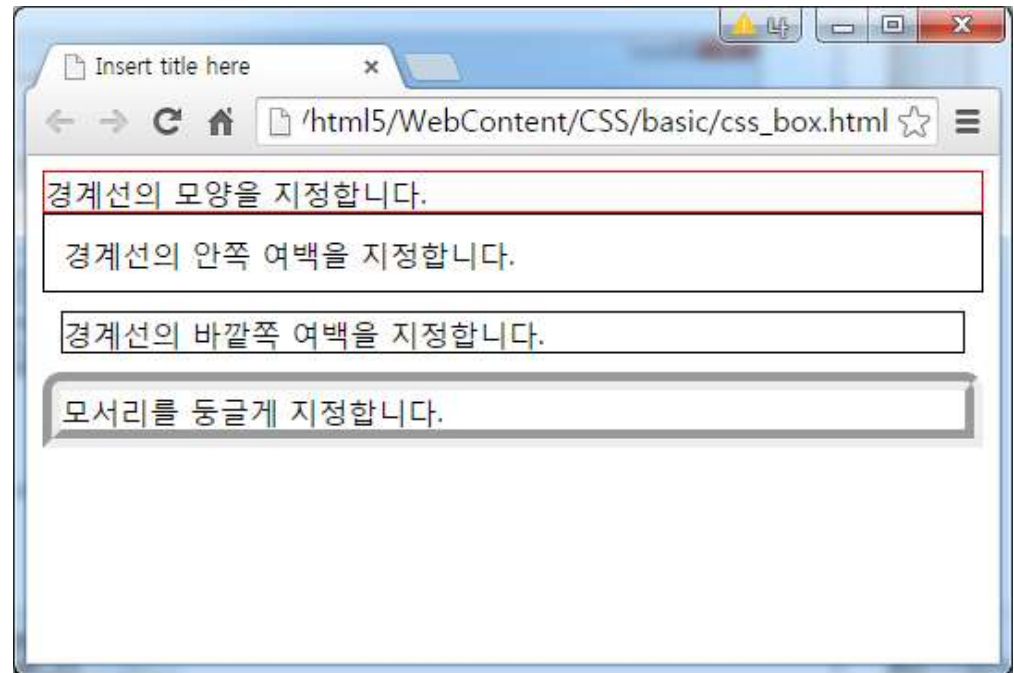 나
Insert title here
/html5/WebContent/CSS/basic/css_box.html
경계선의 모양을 지정합니다.
경계선의 안쪽 여백을 지정합니다.
경계선의 바깥쪽 여백을 지정합니다.
모서리를 둥글게 지정합니다.